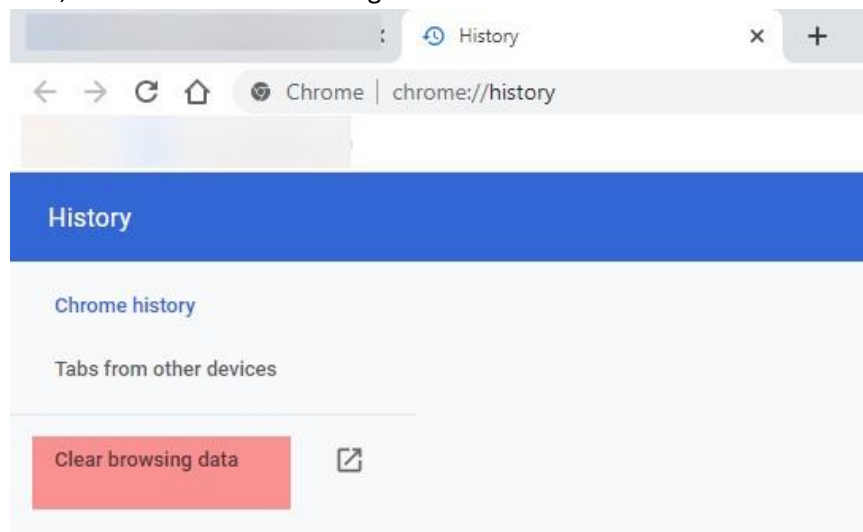 History
Chrome | chrome://history
History
Chrome history
Tabs from other devices
Clear browsing data